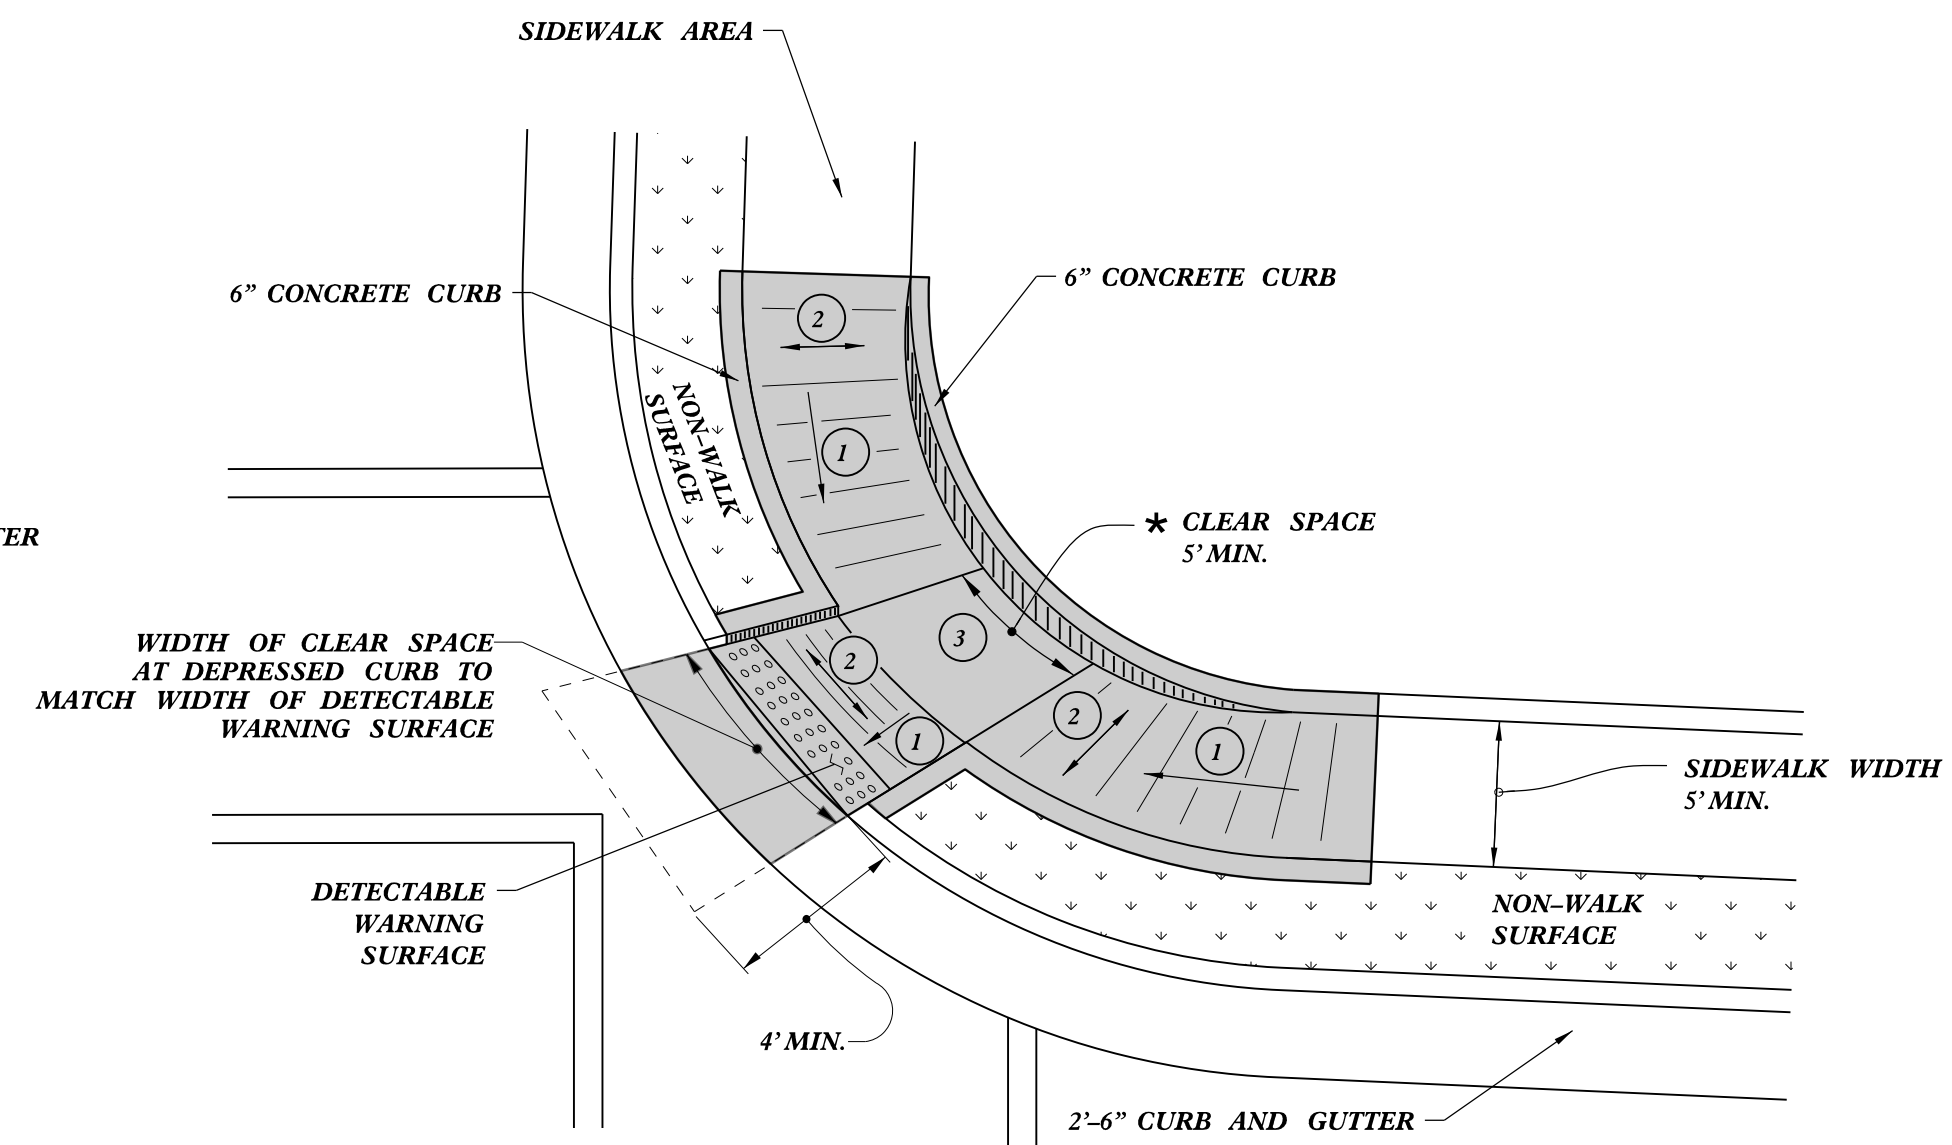 SIDEWALK AREA
6” CONCRETE CURB
6” CONCRETE CURB
2
NON–WALK
SURFACE
1
* CLEAR SPACE
5’ MIN.
TER
WIDTH OF CLEAR SPACE
AT DEPRESSED CURB TO
MATCH WIDTH OF DETECTABLE
WARNING SURFACE
3
2
2
1
1
SIDEWALK WIDTH
5’ MIN.
DETECTABLE
WARNING
SURFACE
NON–WALK
SURFACE
4’ MIN.
2’–6” CURB AND GUTTER